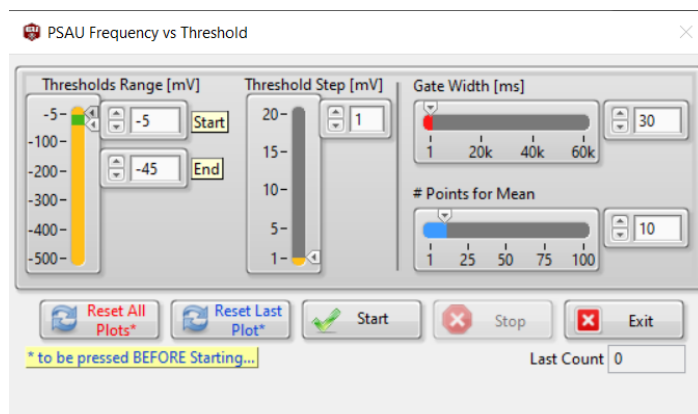 PSAU Frequency vs Threshold
Thresholds Range [mV]
-5
-100
-200
-300
-400
-500
-5
Start
-45
End
Threshold Step [mV]
20
15
10
5
1
1
Gate Width [ms]
1 20k 40k 60k
30
# Points for Mean
1 25 50 75 100
10
Reset All
Plots*
Reset Last
Plot*
Start
Stop
Exit
* to be pressed BEFORE Starting...
Last Count 0